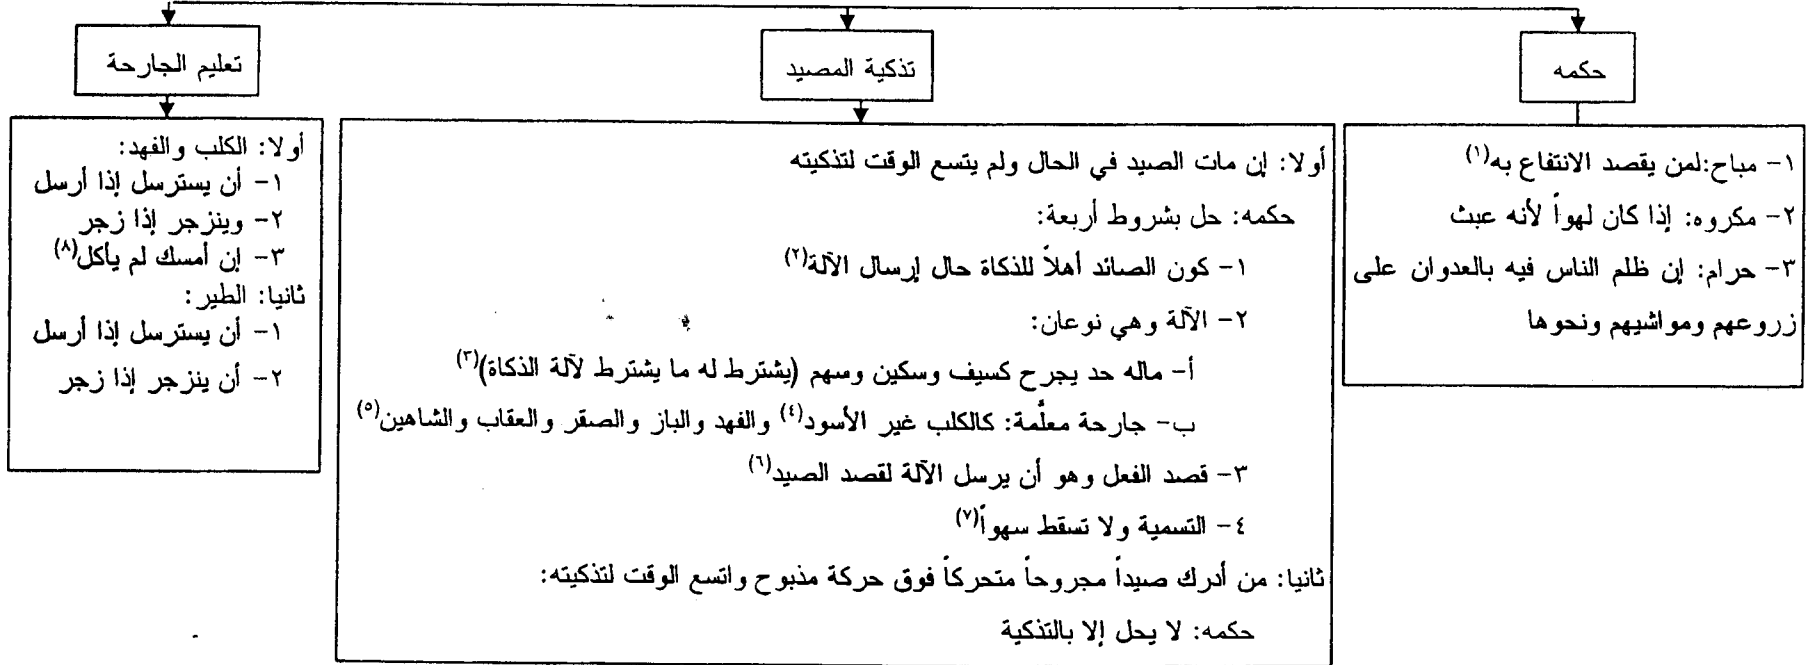 حكمه
١- مباح:لمن يقصد الانتفاع به(١)
٢- مكروه: إذا كان لهواً لأنه عبث
٣- حرام: إن ظلم الناس فيه بالعدوان على
زروعهم ومواشيهم ونحوها
تذكية المصيد
أولا: إن مات الصيد في الحال ولم يتسع الوقت لتذكيته
حكمه: حل بشروط أربعة:
١- كون الصائد أهلاً للذكاة حال إرسال الآلة(٢)
٢- الآلة وهي نوعان:
أ- ماله حد يجرح كسيف وسكين وسهم (يشترط له ما يشترط لآلة الذكاة)(٣)
ب- جارحة معلَّمة: كالكلب غير الأسود(٤) والفهد والباز والصقر والعقاب والشاهين(٥)
٣- قصد الفعل وهو أن يرسل الآلة لقصد الصيد(٦)
٤- التسمية ولا تسقط سهواً(٧)
ثانيا: من أدرك صيداً مجروحاً متحركاً فوق حركة مذبوح واتسع الوقت لتذكيته:
حكمه: لا يحل إلا بالتذكية
تعليم الجارحة
أولا: الكلب والفهد:
١- أن يسترسل إذا أرسل
٢- وينزجر إذا زجر
٣- إن أمسك لم يأكل(٨)
ثانيا: الطير:
١- أن يسترسل إذا أرسل
٢- أن ينزجر إذا زجر